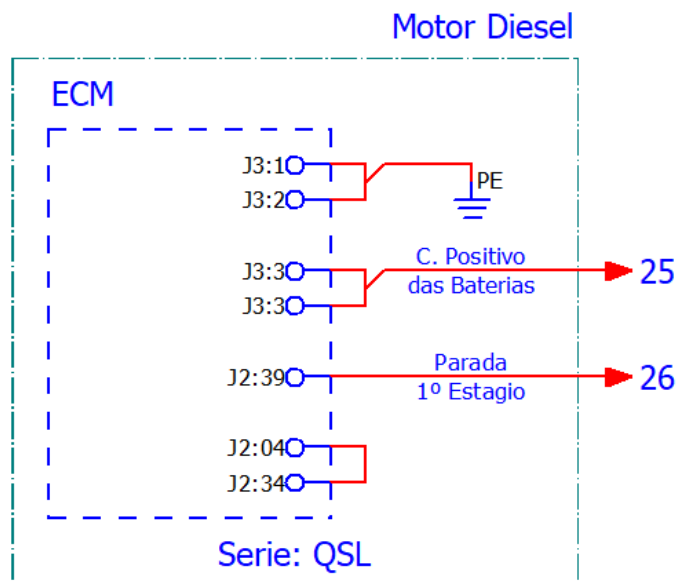 Motor Diesel
ECM
J3:1
PE
J3:2
C. Positivo
J3:3
25
das Baterias
J3:3
Parada
J2:39
26
1º Estagio
J2:04
J2:34
Serie: QSL